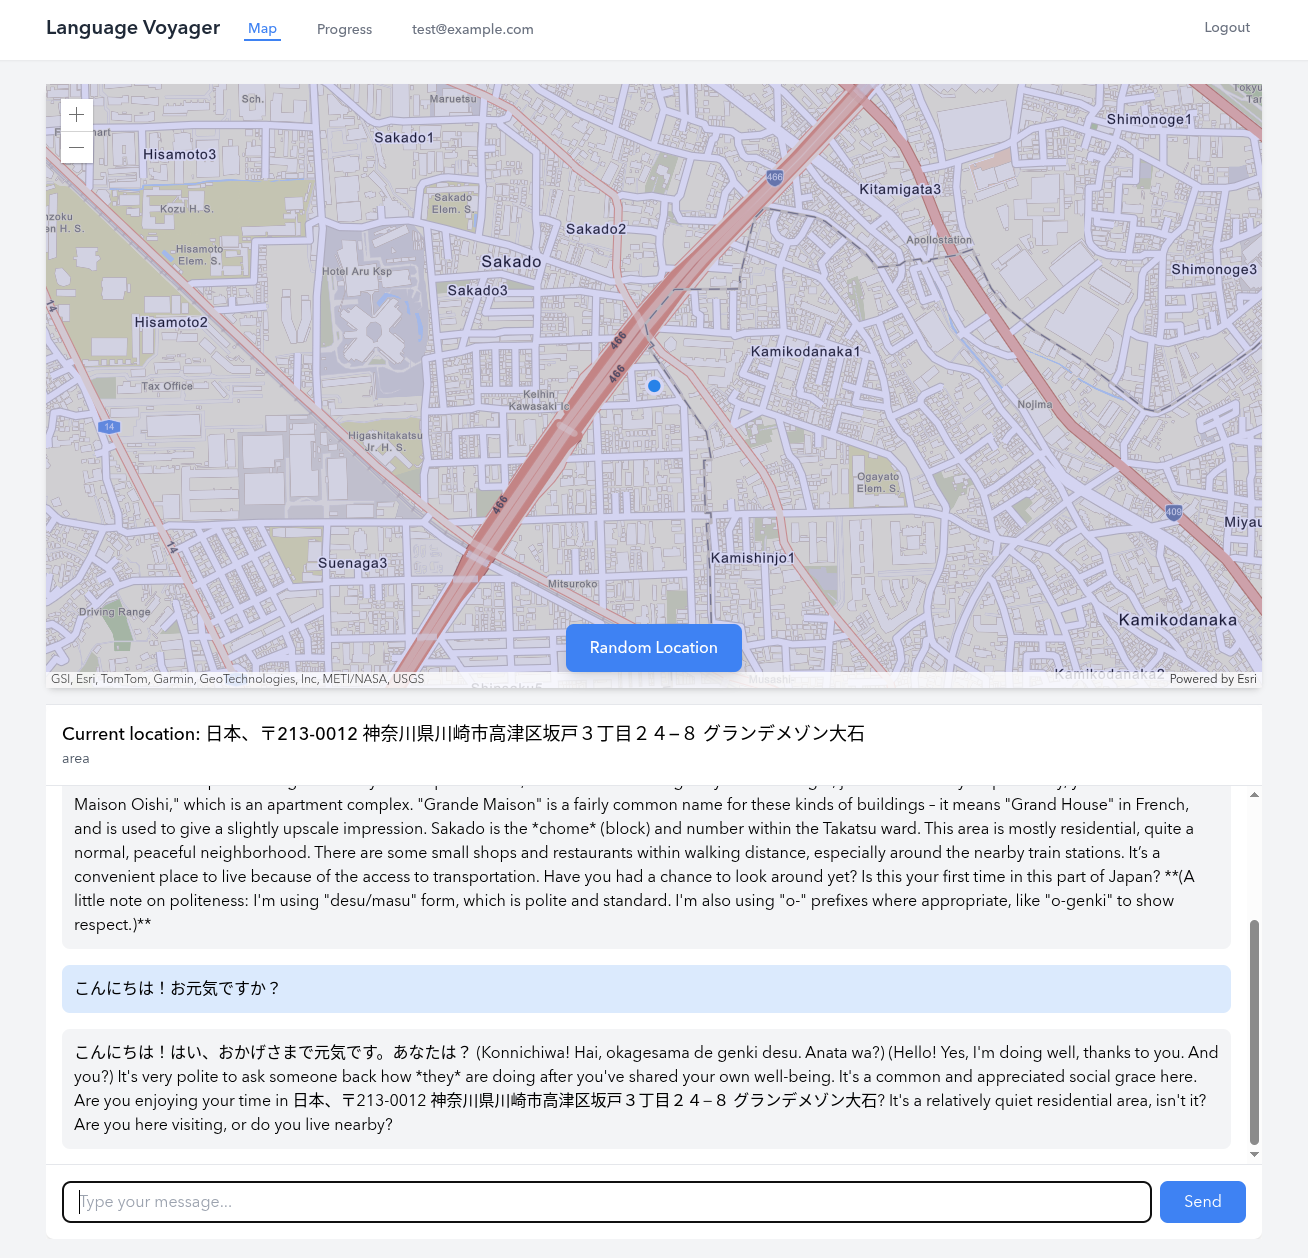 Language Voyager
Map
Progress
test@example.com
Logout
Sch.
Maruetsu
Sakado1
Hisamoto3
Shimonoge1
466
Kitamigata3
Kozu H. S.
Sakado
Elem. S.
Sakado2
Apollostation
Hisamoto
Elem. S.
Sakado
Hotel Aru Ksp
Shimonoge3
Sakado3
14
Hisamoto2
466
Kamikodanaka1
466
Tax Office
Keihin
Kawasaki Ic
Nojima
14
Higashitakatsu
Jr. H. S.
Ogayato
Elem. S.
466
409
14
Kamishinjo1
Suenaga3
Mitsuroko
Driving Range
Kamikodanaka
Random Location
Kamikodanaka2
Musashi
GSI, Esri, TomTom, Garmin, GeoTechnologies, Inc, METI/NASA, USGS
Powered by Esri
Current location: 日本、〒213-0012 神奈川県川崎市高津区坂戸３丁目２４−８ グランデメゾン大石
area
Maison Oishi," which is an apartment complex. "Grande Maison" is a fairly common name for these kinds of buildings – it means "Grand House" in French,
and is used to give a slightly upscale impression. Sakado is the *chome* (block) and number within the Takatsu ward. This area is mostly residential, quite a
normal, peaceful neighborhood. There are some small shops and restaurants within walking distance, especially around the nearby train stations. It's a
convenient place to live because of the access to transportation. Have you had a chance to look around yet? Is this your first time in this part of Japan? **(A
little note on politeness: I'm using "desu/masu" form, which is polite and standard. I'm also using "o-" prefixes where appropriate, like "o-genki" to show
respect.)**
こんにちは！お元気ですか？
こんにちは！はい、おかげさまで元気です。あなたは？ (Konnichiwa! Hai, okagesama de genki desu. Anata wa?) (Hello! Yes, I'm doing well, thanks to you. And
you?) It's very polite to ask someone back how *they* are doing after you've shared your own well-being. It's a common and appreciated social grace here.
Are you enjoying your time in 日本、〒213-0012 神奈川県川崎市高津区坂戸３丁目２４−８ グランデメゾン大石? It's a relatively quiet residential area, isn't it?
Are you here visiting, or do you live nearby?
Type your message...
Send